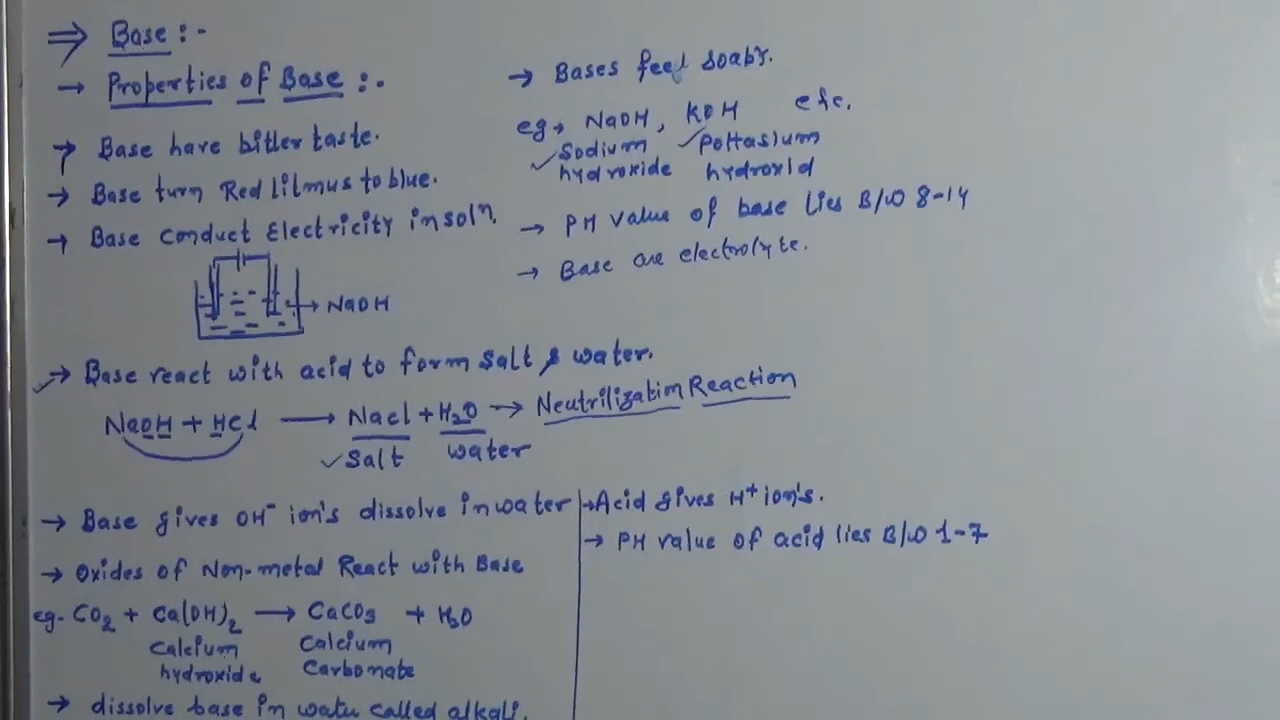 ⇒ Base :-
→ Properties of Base :-
→ Base have bitter taste.
→ Base turn Red litmus to blue.
→ Base conduct Electricity in solⁿ.
→ NaOH
→ Bases feel soapy.
eg→ NaOH, KOH etc.
✓Sodium ✓Pottasium
hydroxide hydroxid
→ PH value of base lies B/W 8-14
→ Base are electrolyte.
→ Base react with acid to form salt & water.
NaOH + HCl → NaCl + H₂O → Neutrilization Reaction
✓Salt water
→ Base gives OH⁻ ion's dissolve in water
→ Oxides of Non-metal React with Base
eg. CO₂ + Ca(OH)₂ → CaCO₃ + H₂O
Calcium Calcium
hydroxide Carbonate
→ dissolve base in water called alkali.
→ Acid gives H⁺ ion's.
→ PH value of acid lies B/W 1-7